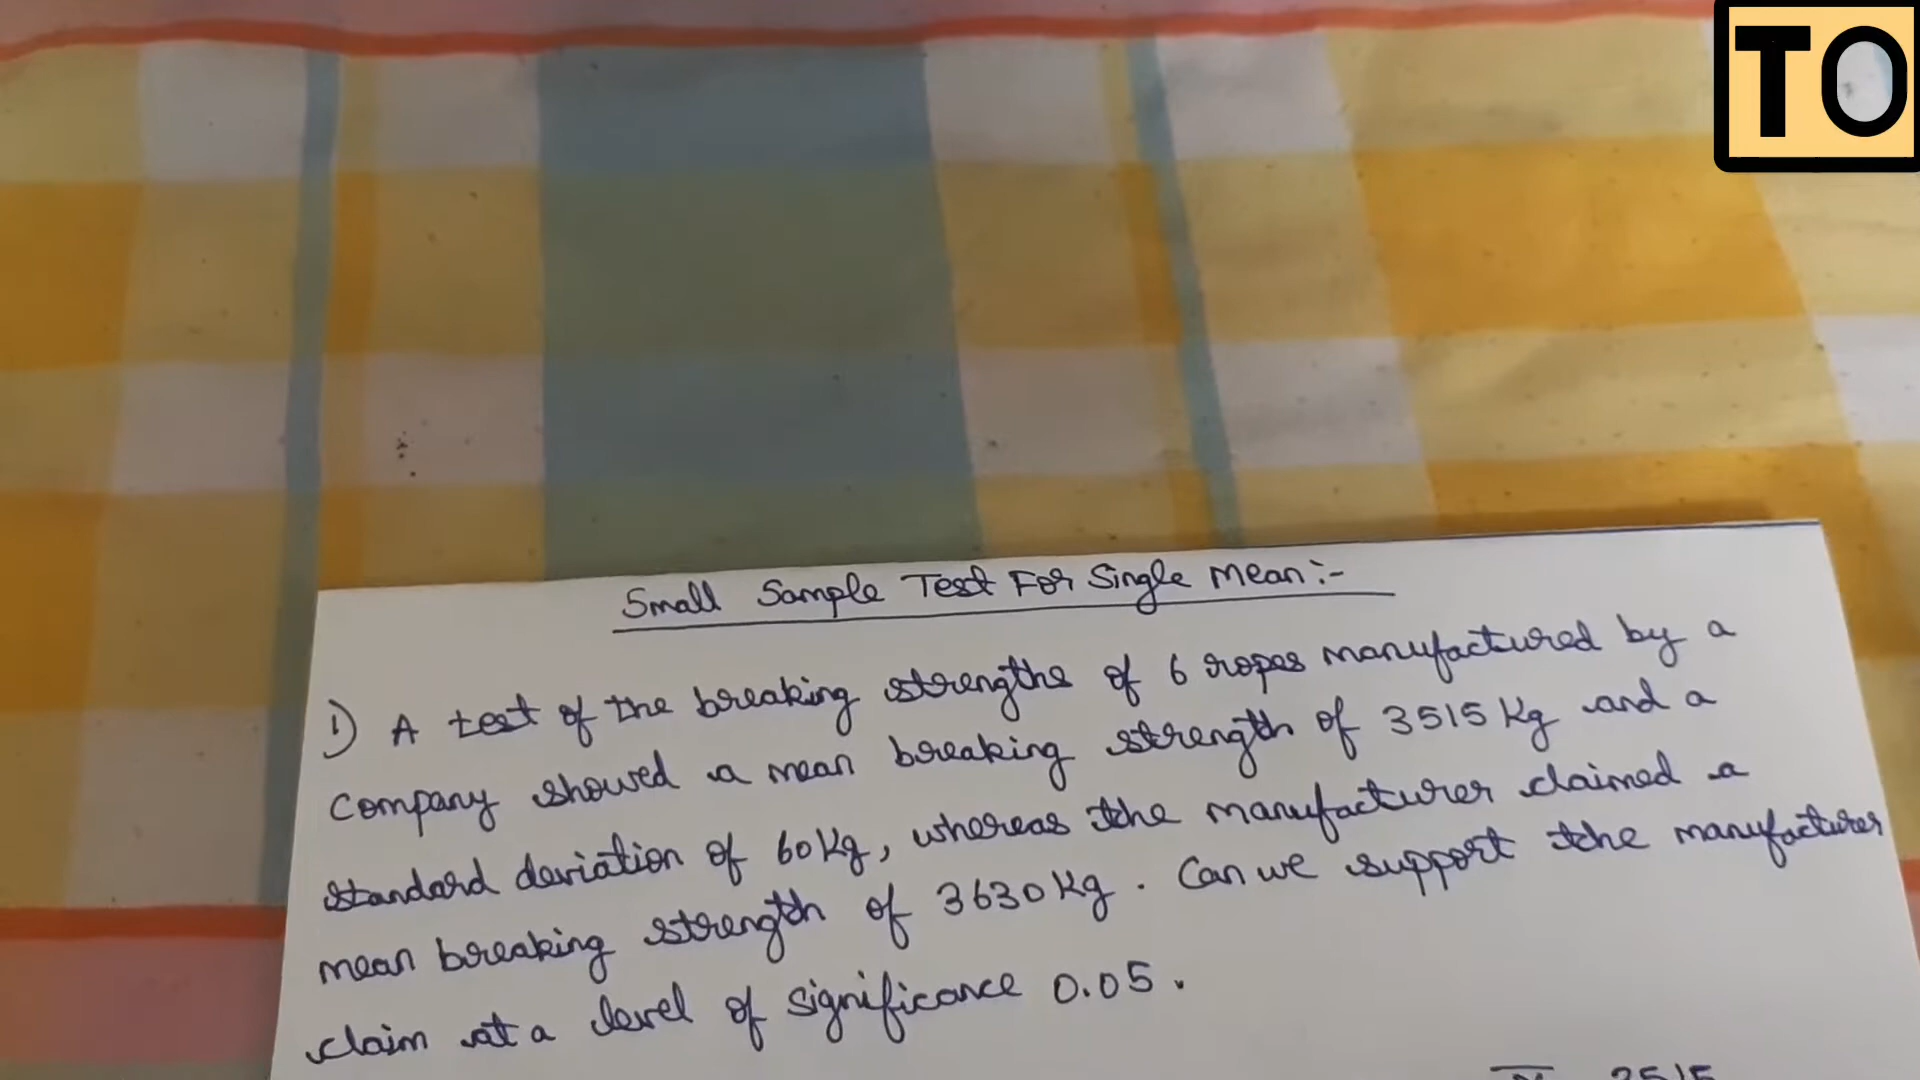 TO
Small Sample Test For Single Mean:-
1) A test of the breaking strengths of 6 ropes manufactured by a
company showed a mean breaking strength of 3515 Kg and a
standard deviation of 60 Kg, whereas the manufacturer claimed a
mean breaking strength of 3630 Kg. Can we support the manufacturer
claim at a level of significance 0.05.
3515